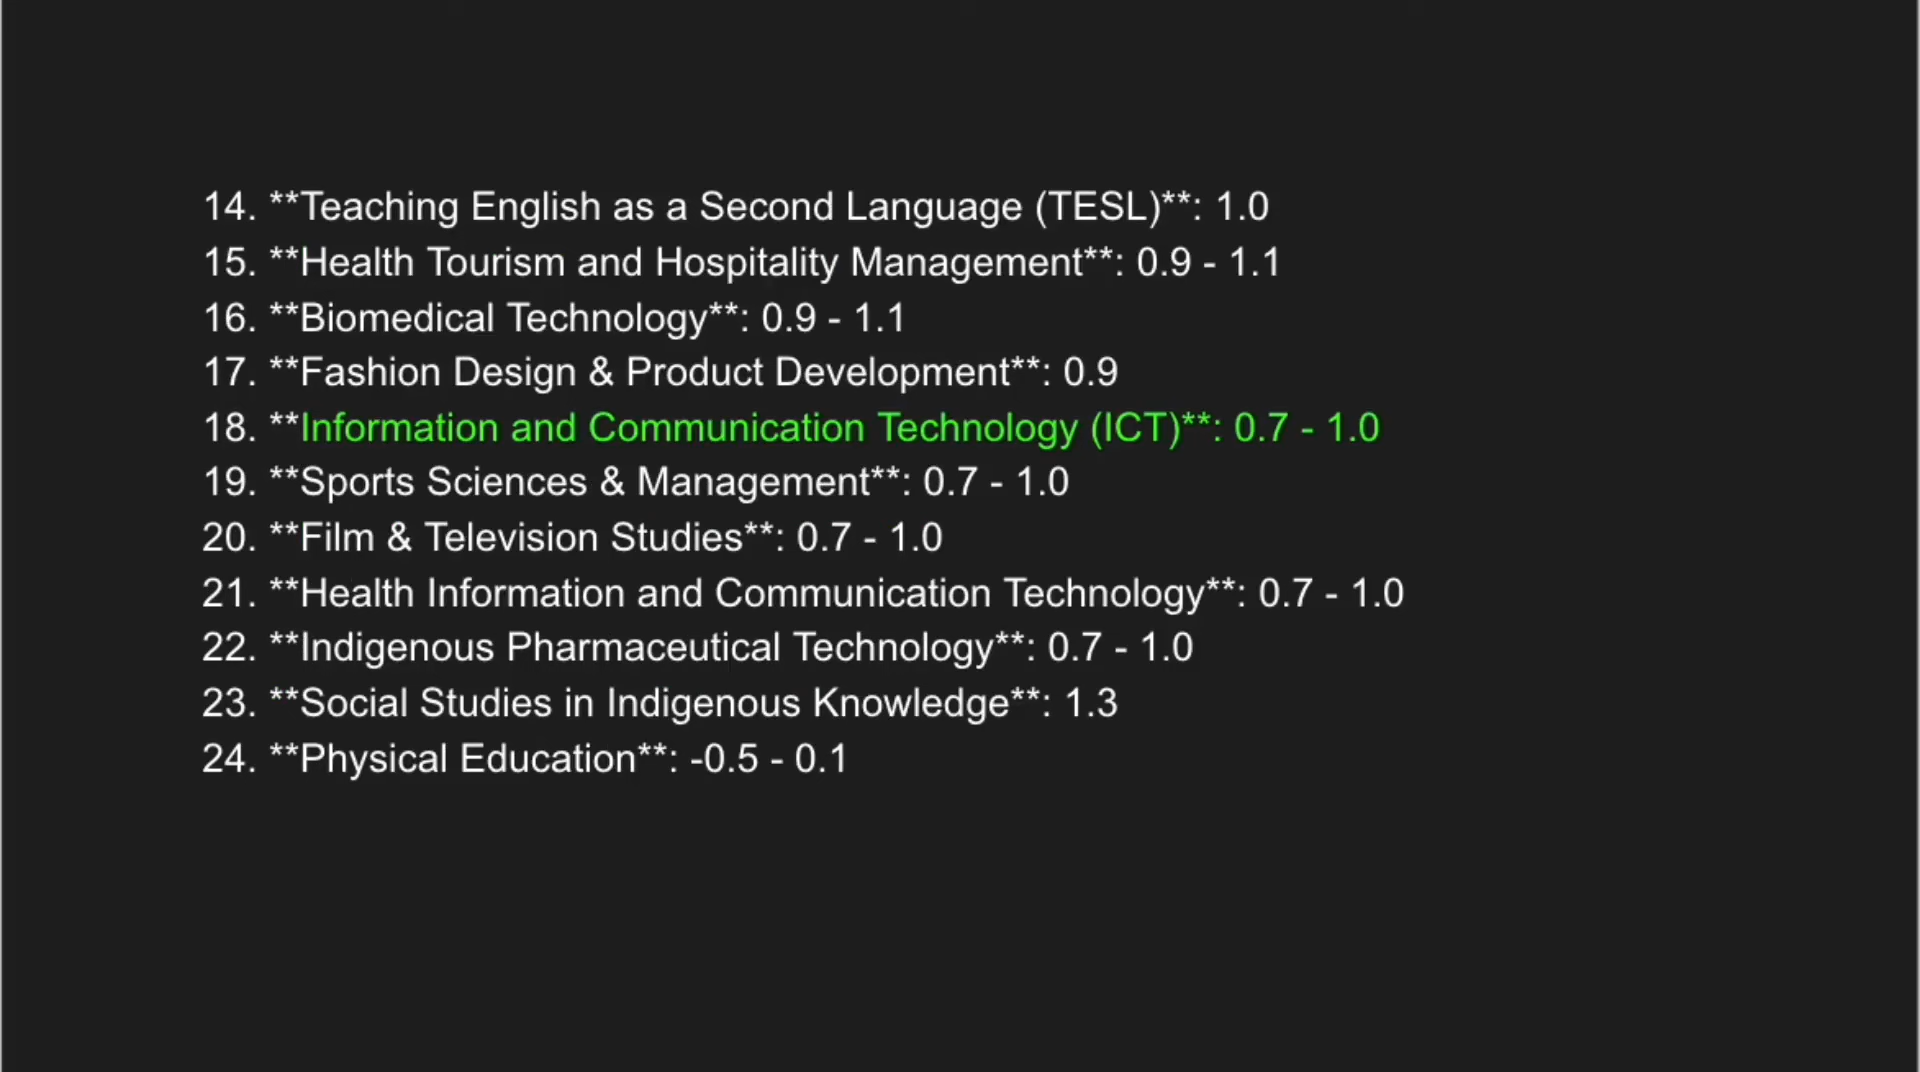 14. **Teaching English as a Second Language (TESL)**: 1.0
15. **Health Tourism and Hospitality Management**: 0.9 - 1.1
16. **Biomedical Technology**: 0.9 - 1.1
17. **Fashion Design & Product Development**: 0.9
18. **Information and Communication Technology (ICT)**: 0.7 - 1.0
19. **Sports Sciences & Management**: 0.7 - 1.0
20. **Film & Television Studies**: 0.7 - 1.0
21. **Health Information and Communication Technology**: 0.7 - 1.0
22. **Indigenous Pharmaceutical Technology**: 0.7 - 1.0
23. **Social Studies in Indigenous Knowledge**: 1.3
24. **Physical Education**: -0.5 - 0.1